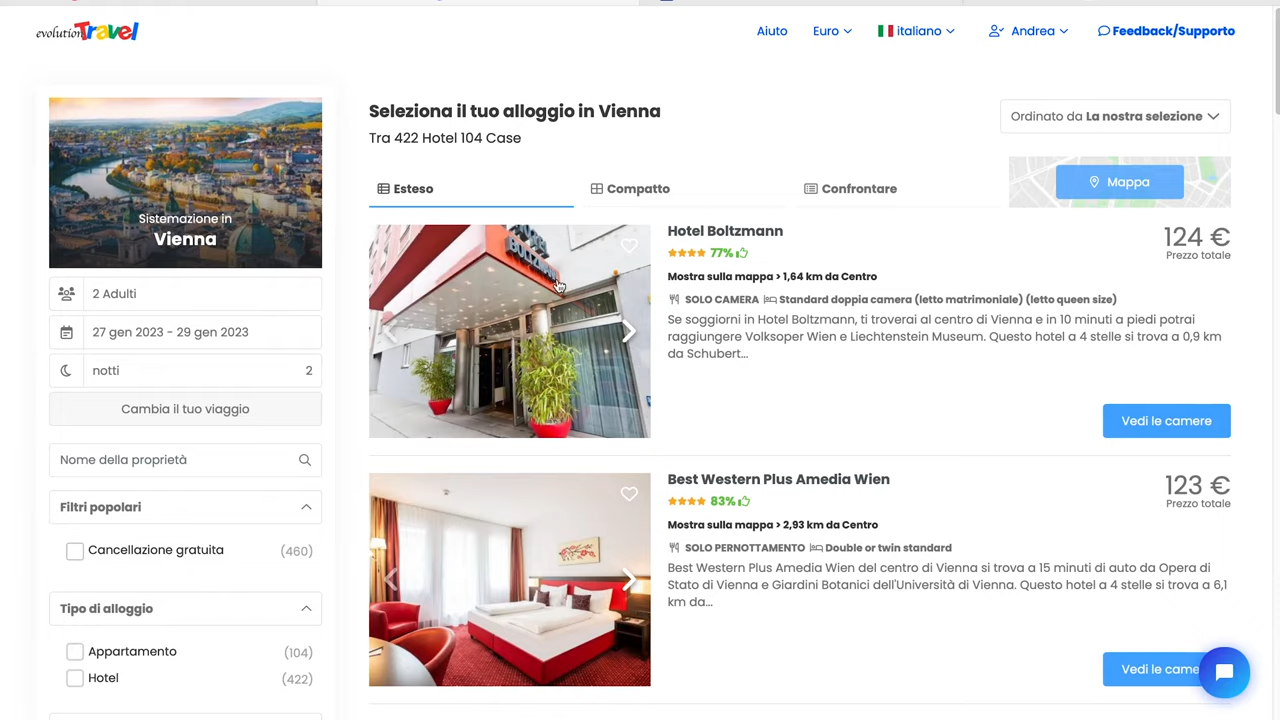 evolution Travel
Aiuto
Euro
italiano
Andrea
Feedback/Supporto
Sistemazione in
Vienna
2 Adulti
27 gen 2023 - 29 gen 2023
notti 2
Cambia il tuo viaggio
Nome della proprietà
Filtri popolari
Cancellazione gratuita (460)
Tipo di alloggio
Appartamento (104)
Hotel (422)
Seleziona il tuo alloggio in Vienna
Tra 422 Hotel 104 Case
Ordinato da La nostra selezione
Esteso
Compatto
Confrontare
Mappa
HOTEL
BOLTZMANN
Hotel Boltzmann
77%
Mostra sulla mappa > 1,64 km da Centro
SOLO CAMERA Standard doppia camera (letto matrimoniale) (letto queen size)
Se soggiorni in Hotel Boltzmann, ti troverai al centro di Vienna e in 10 minuti a piedi potrai
raggiungere Volksoper Wien e Liechtenstein Museum. Questo hotel a 4 stelle si trova a 0,9 km
da Schubert...
124 €
Prezzo totale
Vedi le camere
Best Western Plus Amedia Wien
83%
Mostra sulla mappa > 2,93 km da Centro
SOLO PERNOTTAMENTO Double or twin standard
Best Western Plus Amedia Wien del centro di Vienna si trova a 15 minuti di auto da Opera di
Stato di Vienna e Giardini Botanici dell'Università di Vienna. Questo hotel a 4 stelle si trova a 6,1
km da...
123 €
Prezzo totale
Vedi le came